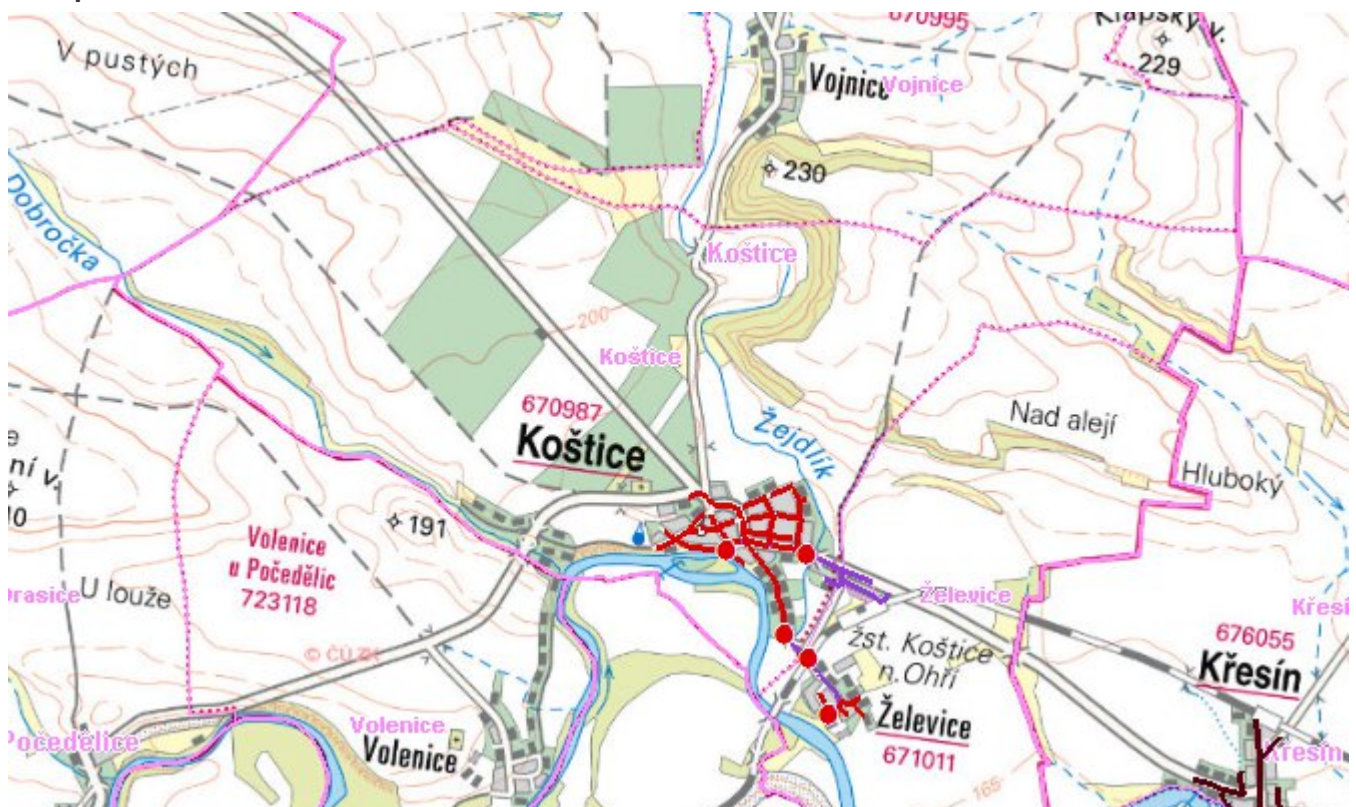 670995
Klapský v.
229
V pustých
Vojnice
Vojnice
230
Dobročka
Koštice
200
Koštice
670987
Koštice
Žejdlík
Nad alejí
Hluboký
ní v.
191
Volenice
u Počedělic
723118
U louže
Želevice
© ČÚZK
žst. Koštice
n. Ohří
676055
Křesín
Volenice
Volenice
Želevice
671011
Počedělice
Křesín
165